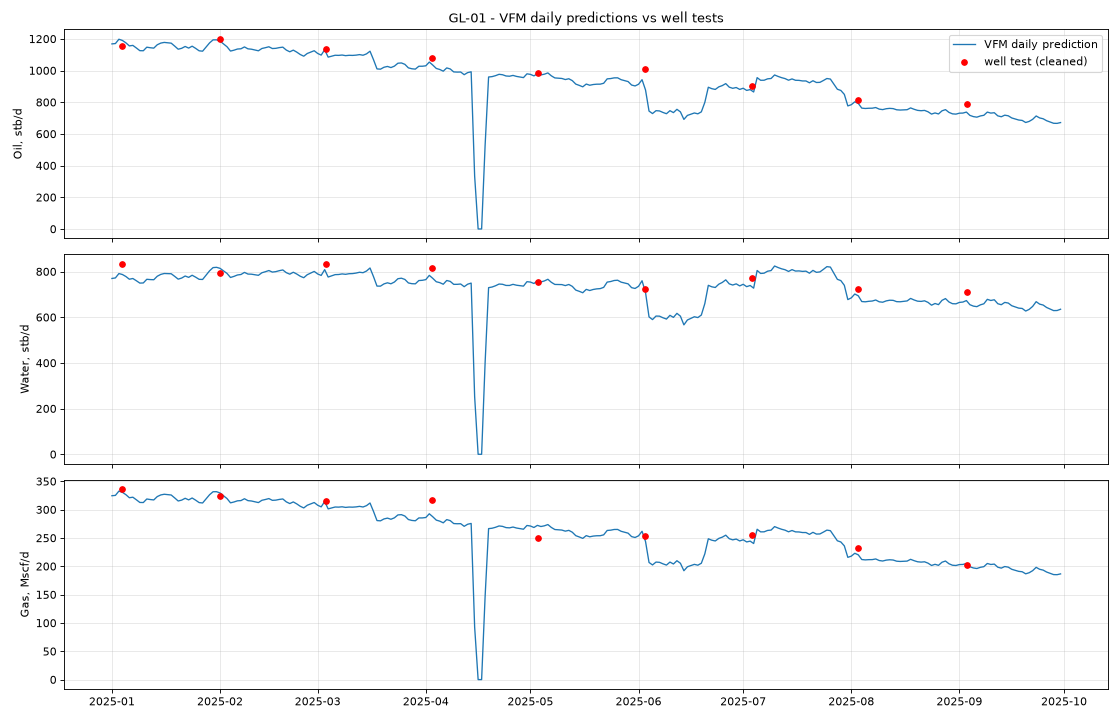 GL-01 - VFM daily predictions vs well tests
VFM daily prediction
well test (cleaned)
Oil, stb/d
1200
1000
800
600
400
200
0
Water, stb/d
800
600
400
200
0
Gas, Mscf/d
350
300
250
200
150
100
50
0
2025-01 2025-02 2025-03 2025-04 2025-05 2025-06 2025-07 2025-08 2025-09 2025-10